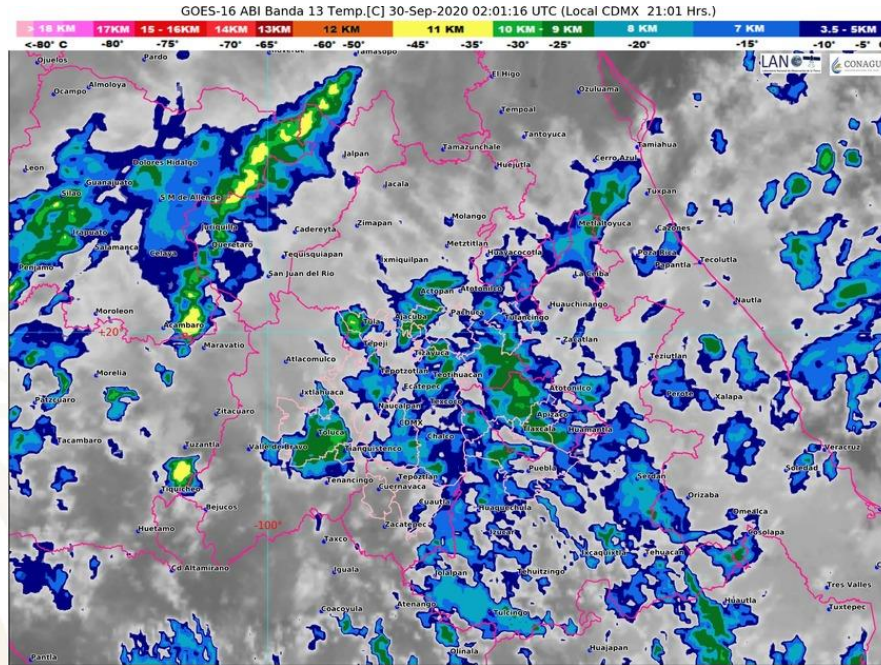 GOES-16 ABI Banda 13 Temp.[C] 30-Sep-2020 02:01:16 UTC (Local CDMX 21:01 Hrs.)
> 18 KM 17KM 15 - 16KM 14KM 13KM 12 KM 11 KM 10 KM - 9 KM 8 KM 7 KM 3.5 - 5KM
<-80° C -80° -75° -70° -60° -50° -45° -35° -30° -20° -10° -5° C
LAN CONAGU
Ojuelos Pardo Tamasopo El Higo
Ocampo Almoloya Ozuluama
Tempoal
Tantoyuca
Leon Dolores Hidalgo Jalpan Tamazunchale Huejutla Cerro Azul Tamiahua
Silao Guanajuato S M de Allende Jacala Tuxpan
Irapuato Juriquilla Cadereyta Zimapan Molango Metlaltoyuca Cazones
Salamanca Celaya Queretaro Tequisquiapan Ixmiquilpan Metztitlan Huayacocotla Poza Rica Papantla Tecolutla
Penjamo San Juan del Rio Actopan Atotonilco La Ceiba
Moroleon Acambaro +20° Tula Ajacuba Pachuca Tulancingo Huauchinango Nautla
Maravatio Tepeji Tizayuca Zacatlan
Morelia Atlacomulco Tepotzotlan Teotihuacan Teziutlan
Patzcuaro Zitacuaro Ixtlahuaca Ecatepec Texcoco Atotonilco Perote Xalapa
Naucalpan Apizaco
Tacambaro Tuzantla Valle de Bravo Toluca CDMX Chalco Tlaxcala Huamantla Veracruz
Tianguistenco
Tiquicheo Tenancingo Tepoztlan Puebla Serdan Soledad
Bejucos Cuernavaca Cuautla Huaquechula Orizaba Omealca
Huetamo -100° Taxco Zacatepec Izucar Ixcaquixtla Tehuacan Posolapa
Cd Altamirano Iguala Jolalpan Tehuitzingo Tres Valles
Coacoyula Atenango Tulcingo Huautla Tuxtepec
Pantla Olinala Huajapan